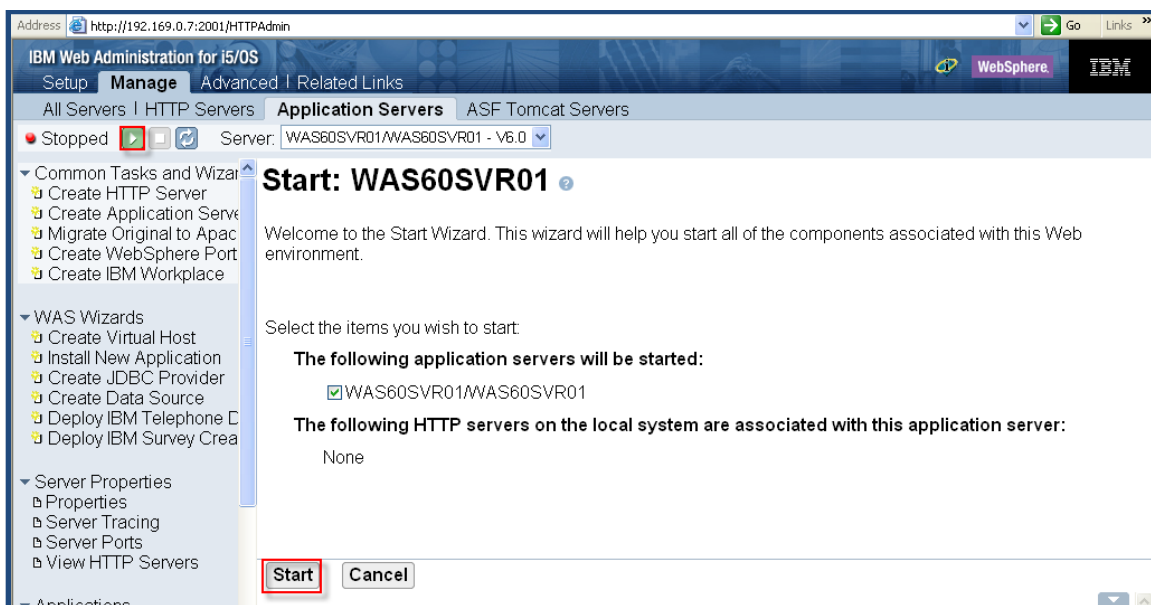 Address http://192.169.0.7:2001/HTTPAdmin Go Links »
IBM Web Administration for i5/OS
WebSphere. IBM
Setup Manage Advanced | Related Links
All Servers | HTTP Servers Application Servers ASF Tomcat Servers
Stopped Server: WAS60SVR01/WAS60SVR01 - V6.0
Common Tasks and Wizar
Create HTTP Server
Create Application Serve
Migrate Original to Apac
Create WebSphere Port
Create IBM Workplace
WAS Wizards
Create Virtual Host
Install New Application
Create JDBC Provider
Create Data Source
Deploy IBM Telephone D
Deploy IBM Survey Crea
Server Properties
Properties
Server Tracing
Server Ports
View HTTP Servers
Applications
Start: WAS60SVR01 ?
Welcome to the Start Wizard. This wizard will help you start all of the components associated with this Web
environment.
Select the items you wish to start:
The following application servers will be started:
WAS60SVR01/WAS60SVR01
The following HTTP servers on the local system are associated with this application server:
None
Start Cancel